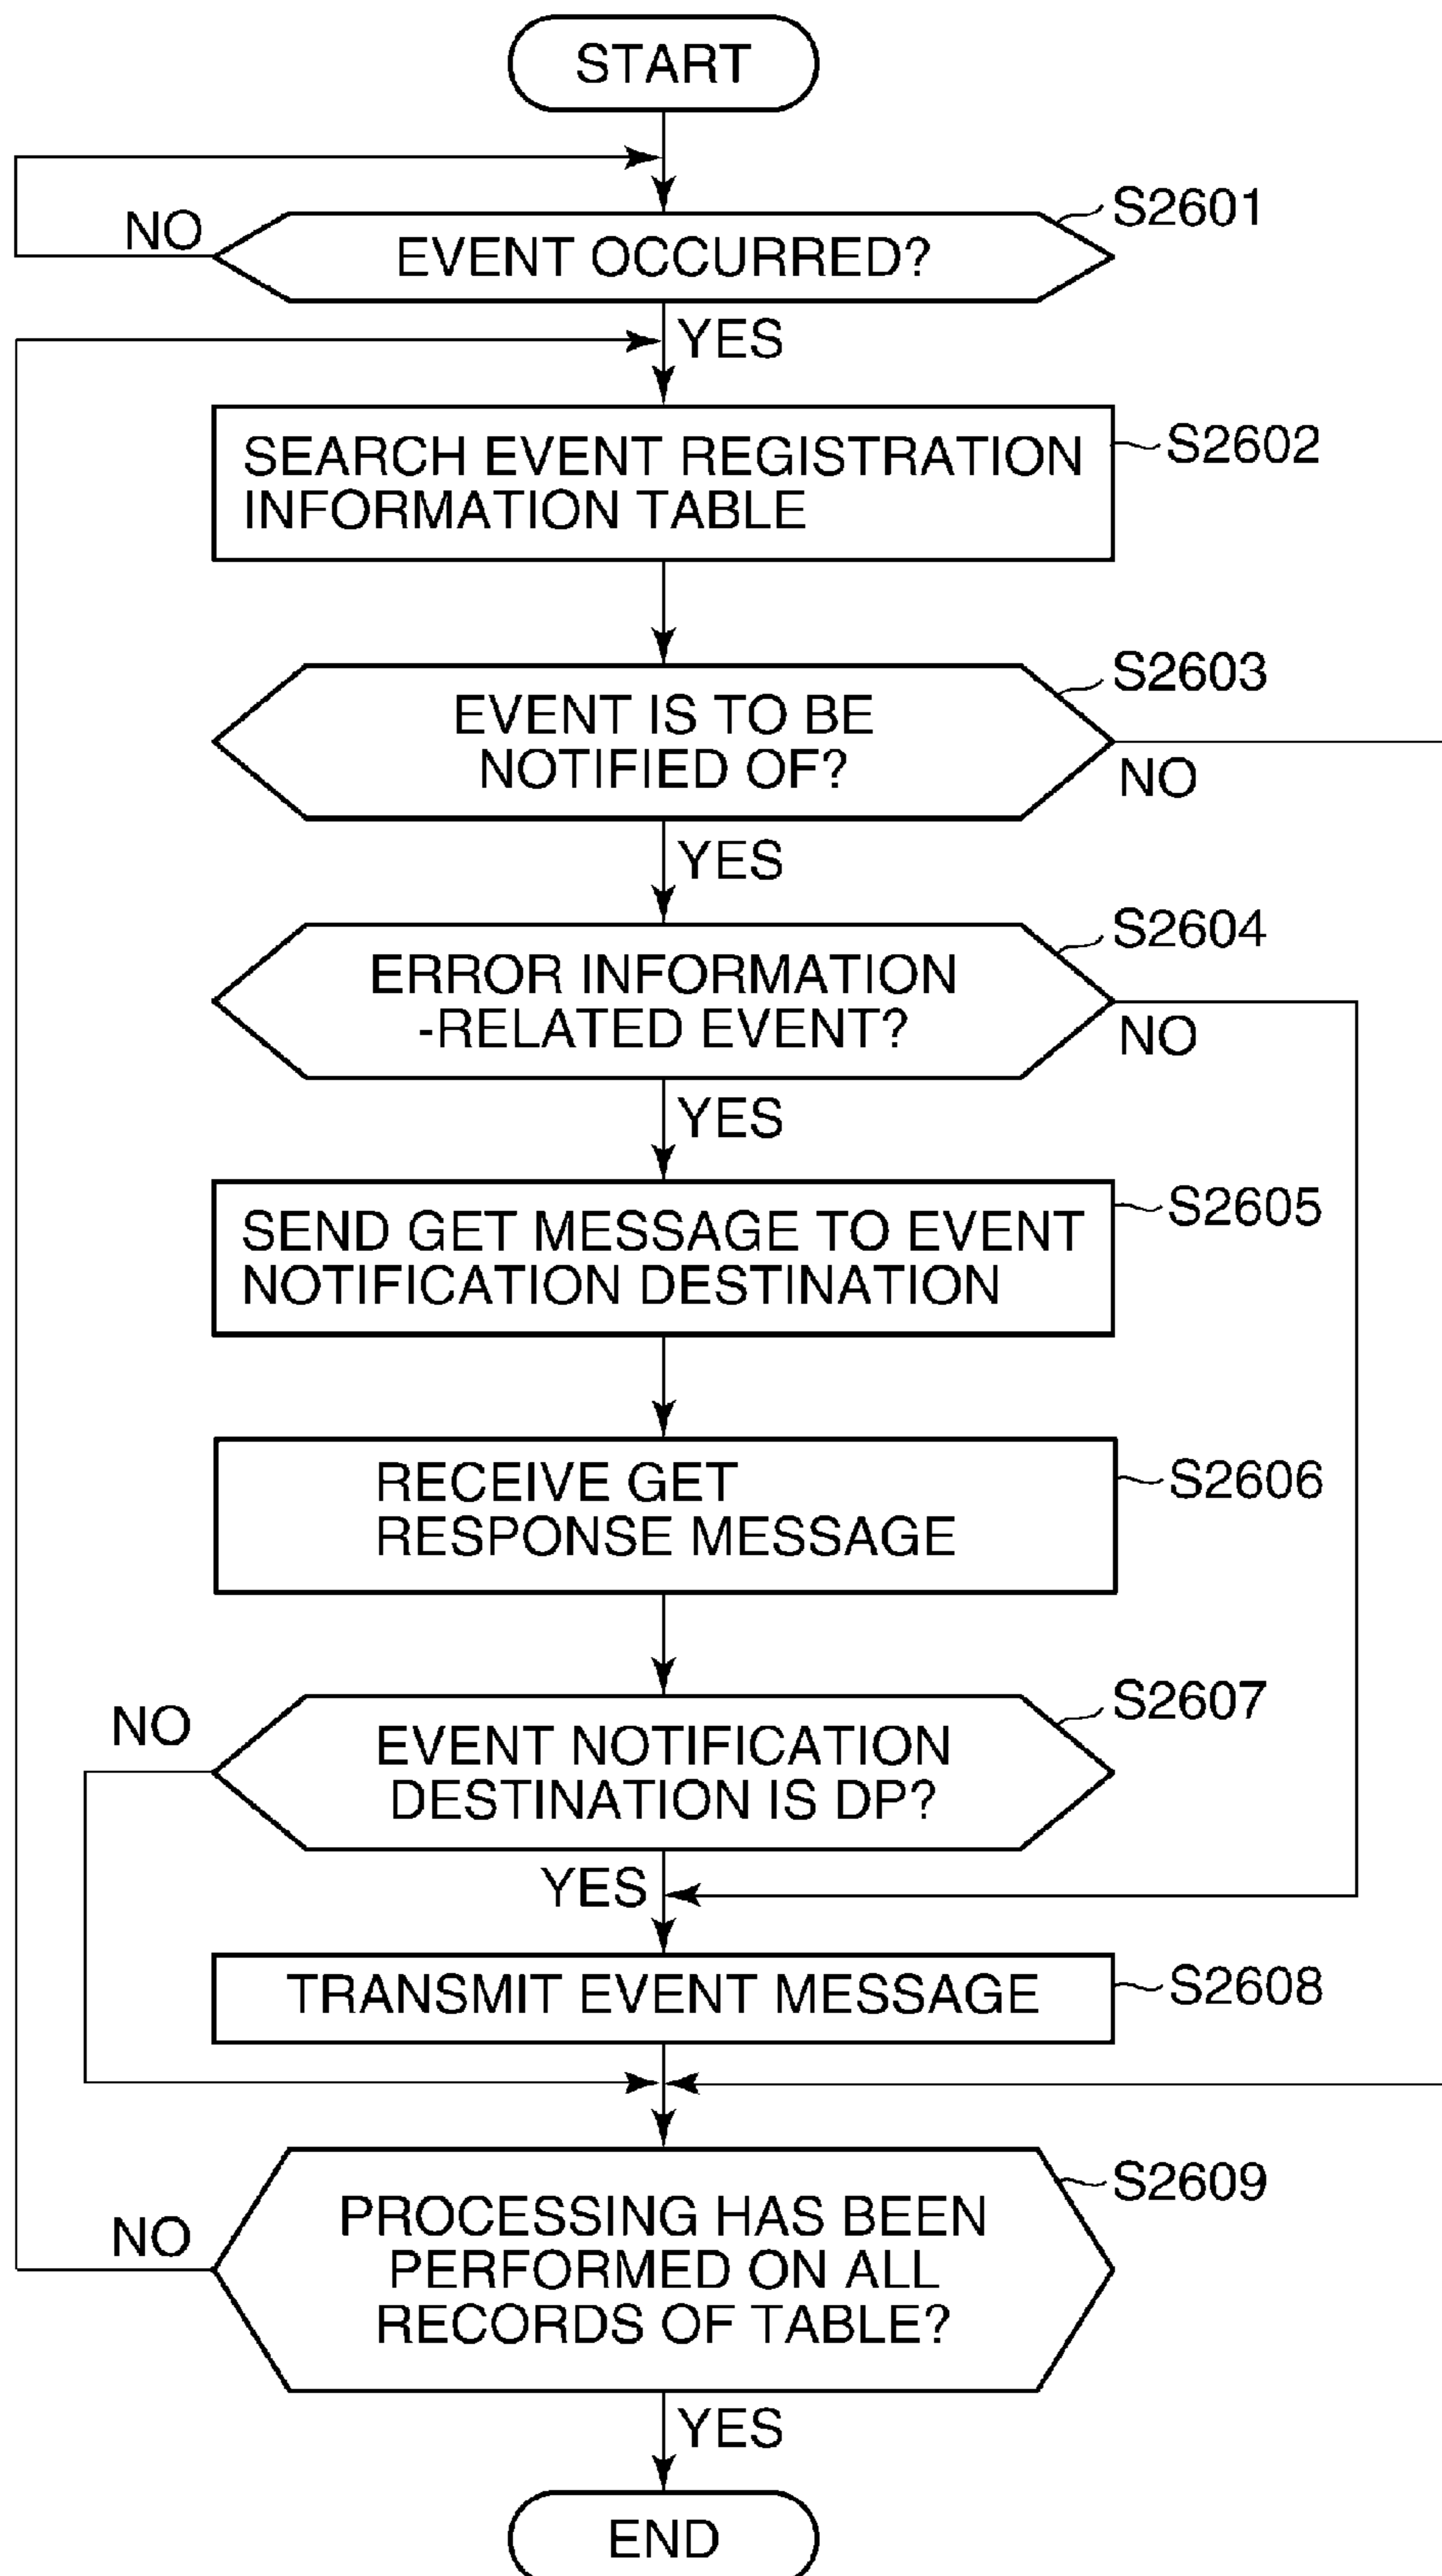 START
NO
S2601
EVENT OCCURRED?
YES
SEARCH EVENT REGISTRATION
INFORMATION TABLE
S2602
S2603
EVENT IS TO BE
NOTIFIED OF?
NO
YES
S2604
ERROR INFORMATION
-RELATED EVENT?
NO
YES
S2605
SEND GET MESSAGE TO EVENT
NOTIFICATION DESTINATION
RECEIVE GET
RESPONSE MESSAGE
S2606
S2607
NO
EVENT NOTIFICATION
DESTINATION IS DP?
YES
TRANSMIT EVENT MESSAGE
S2608
S2609
NO
PROCESSING HAS BEEN
PERFORMED ON ALL
RECORDS OF TABLE?
YES
END